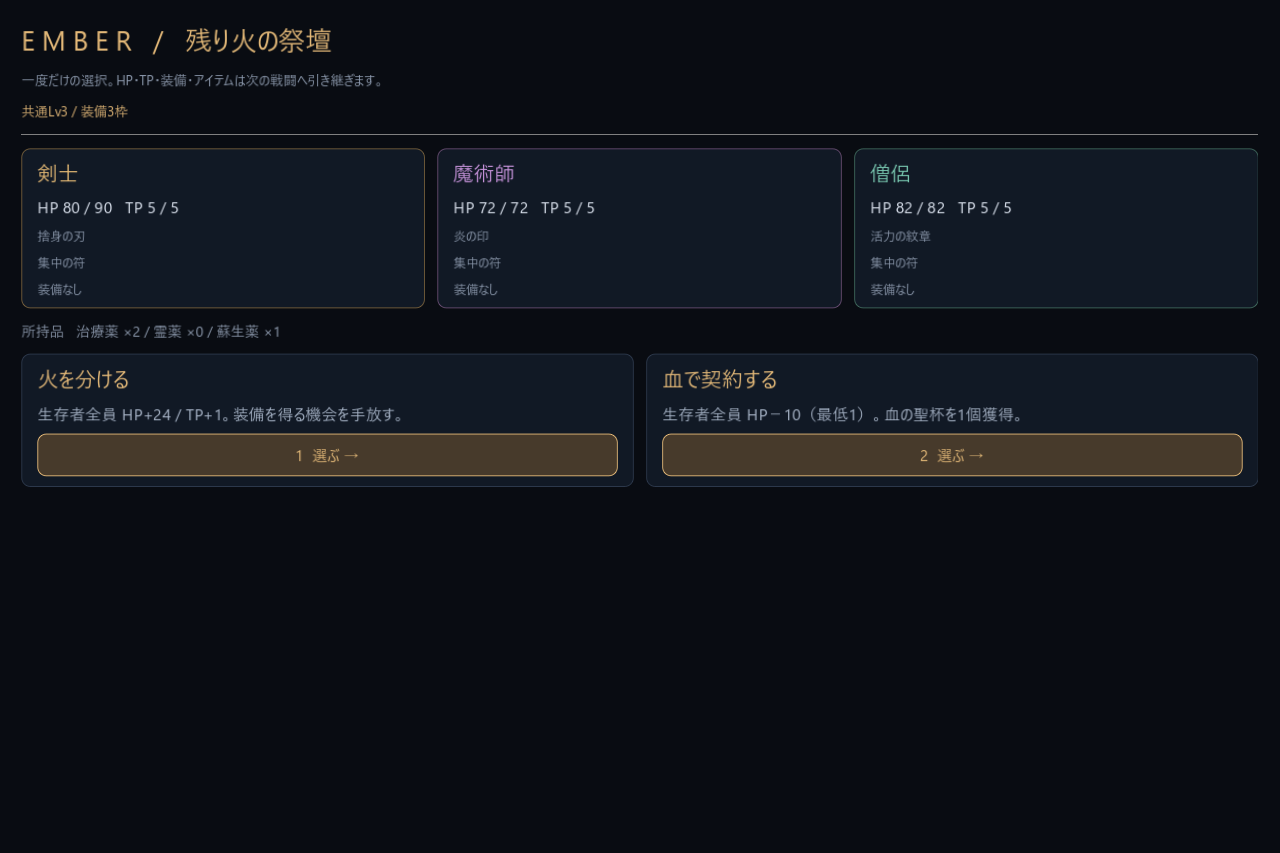 EMBER / 残り火の祭壇
一度だけの選択。HP・TP・装備・アイテムは次の戦闘へ引き継ぎます。
共通Lv3 / 装備3枠
剣士
HP 80 / 90 TP 5 / 5
捨身の刃
集中の符
装備なし
魔術師
HP 72 / 72 TP 5 / 5
炎の印
集中の符
装備なし
僧侶
HP 82 / 82 TP 5 / 5
活力の紋章
集中の符
装備なし
所持品 治療薬 ×2 / 霊薬 ×0 / 蘇生薬 ×1
火を分ける
生存者全員 HP+24 / TP+1。装備を得る機会を手放す。
1 選ぶ →
血で契約する
生存者全員 HP−10（最低1）。血の聖杯を1個獲得。
2 選ぶ →